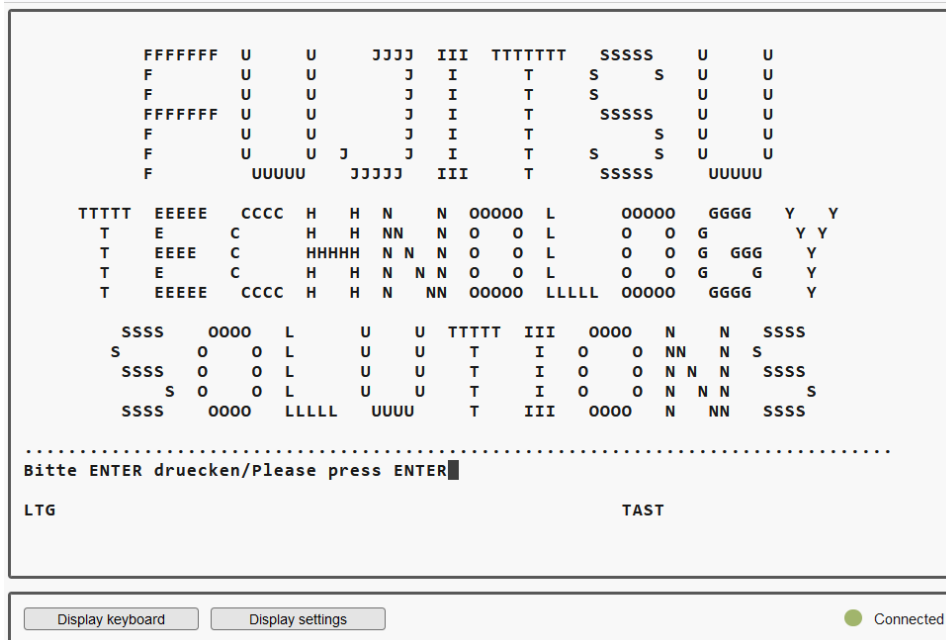 FUJITSU
TECHNOLOGY
SOLUTIONS
Bitte ENTER druecken/Please press ENTER
LTG TAST
Display keyboard Display settings Connected